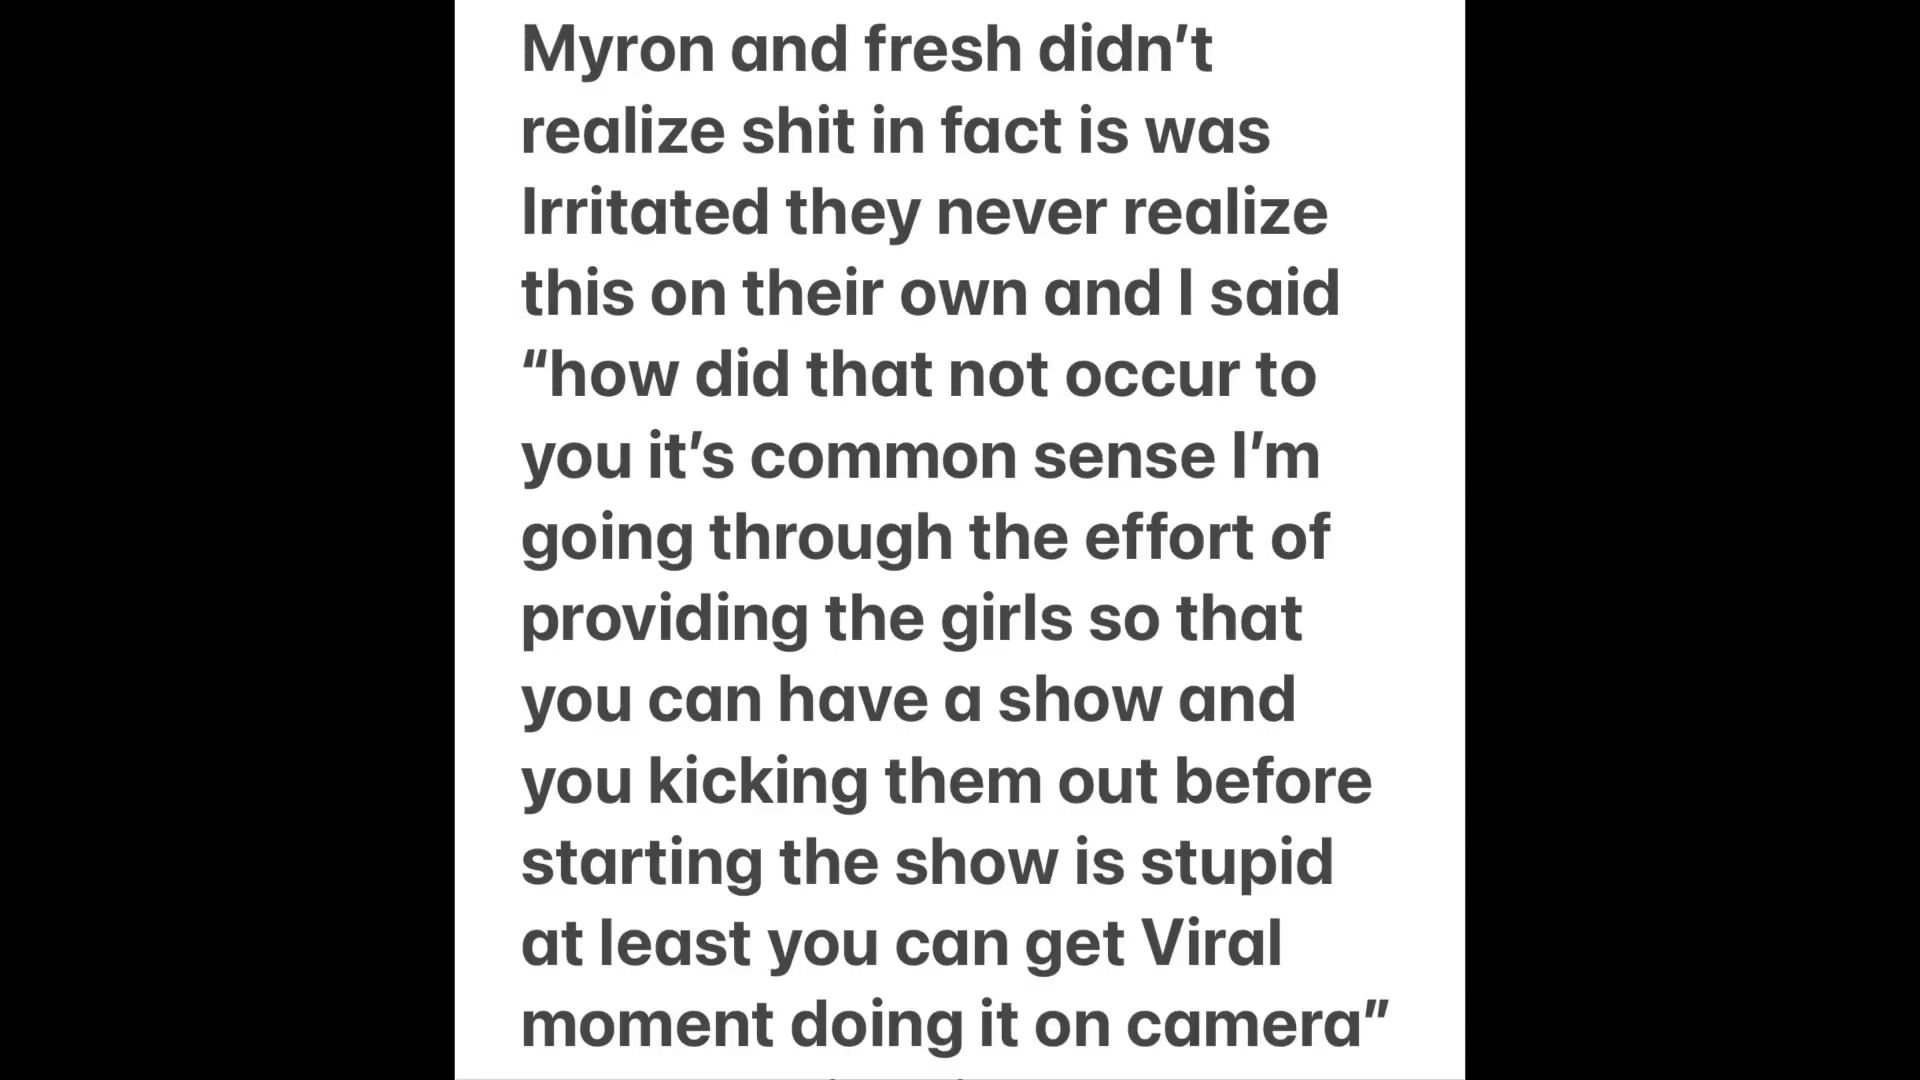 Myron and fresh didn’t
realize shit in fact is was
Irritated they never realize
this on their own and I said
“how did that not occur to
you it’s common sense I’m
going through the effort of
providing the girls so that
you can have a show and
you kicking them out before
starting the show is stupid
at least you can get Viral
moment doing it on camera”